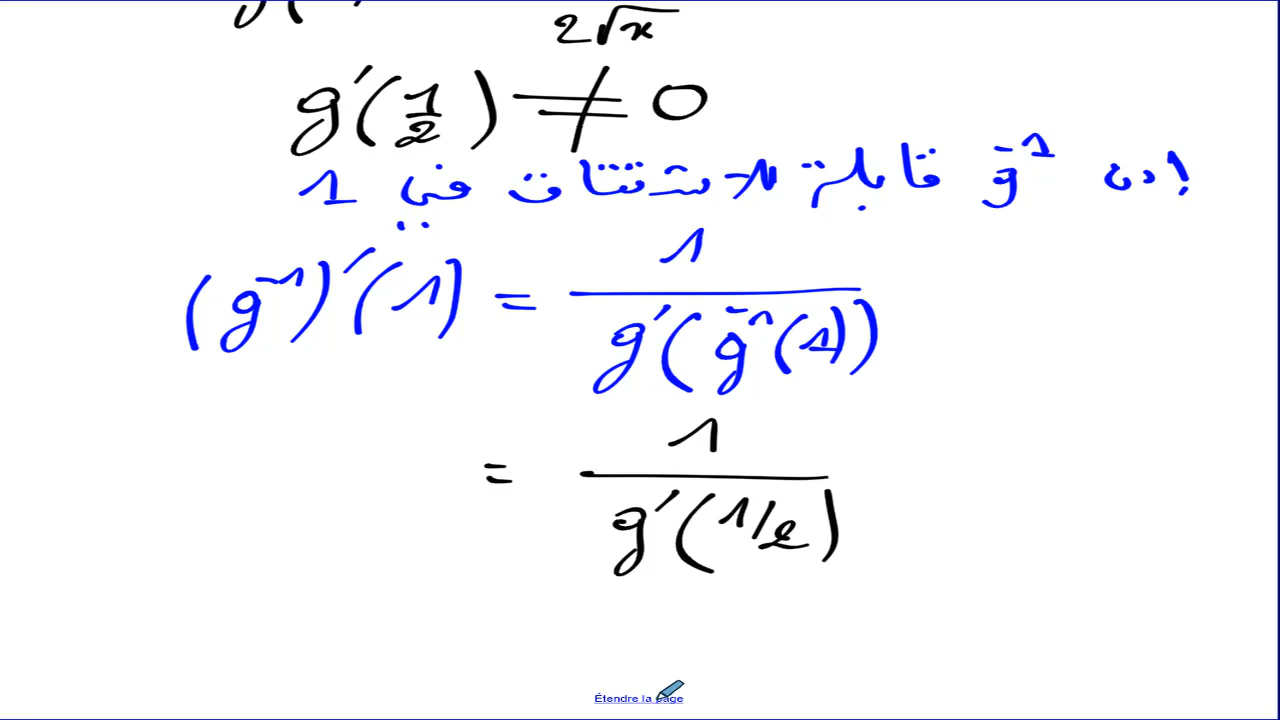 2√x
g'(1/2) ≠ 0
إذن g⁻¹ قابلة للاشتقاق في 1
(g⁻¹)'(1) = 1/g'(g⁻¹(1))
= 1/g'(1/2)
Étendre la page